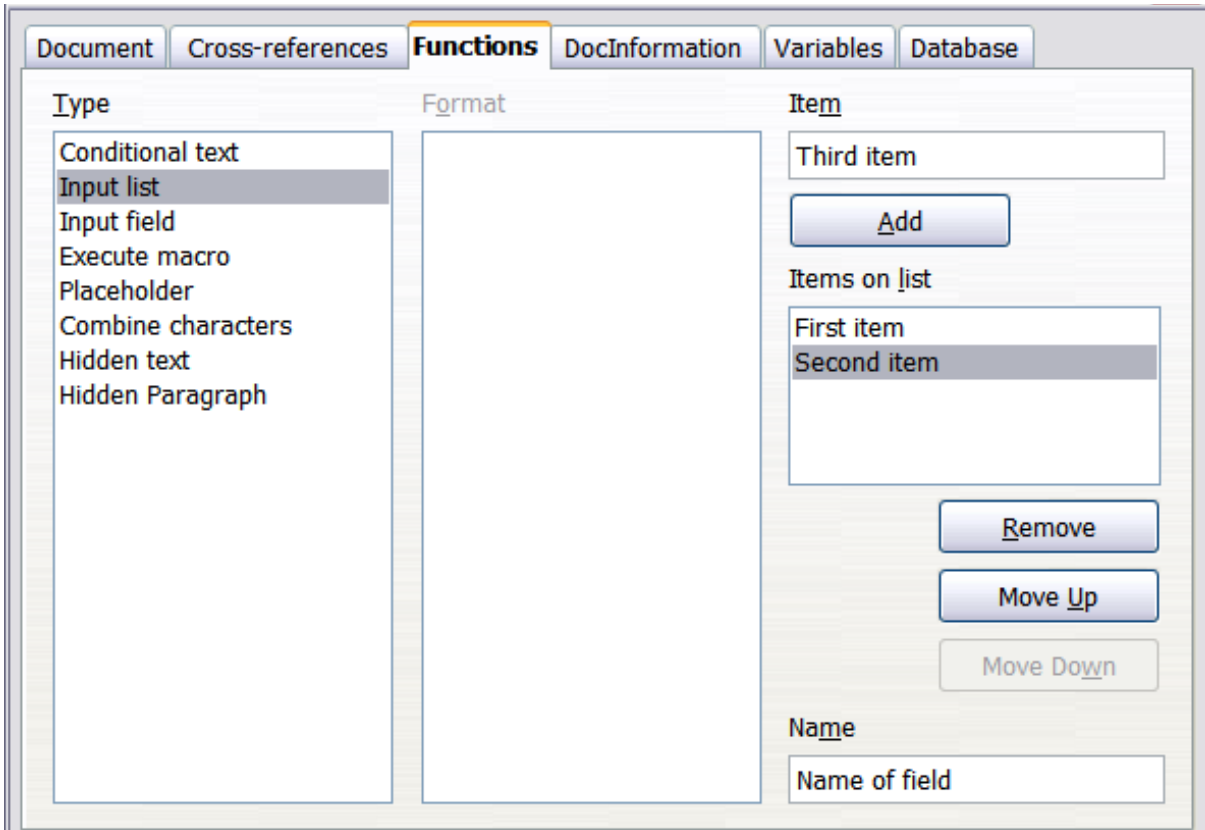 Document Cross-references Functions DocInformation Variables Database
Type
Conditional text
Input list
Input field
Execute macro
Placeholder
Combine characters
Hidden text
Hidden Paragraph
Format
Item
Third item
Add
Items on list
First item
Second item
Remove
Move Up
Move Down
Name
Name of field